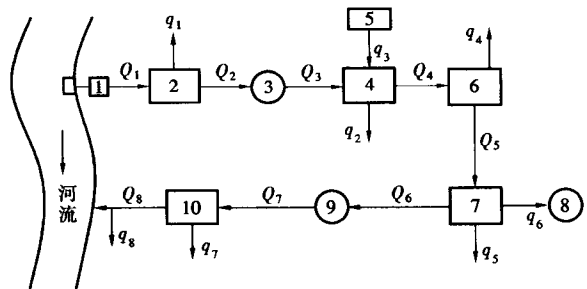 q₁
5
q₃
q₄
1
Q₁
2
Q₂
3
Q₃
4
Q₄
6
q₂
Q₅
河流
Q₈
10
Q₇
9
Q₆
7
q₆
8
q₈
q₇
q₅